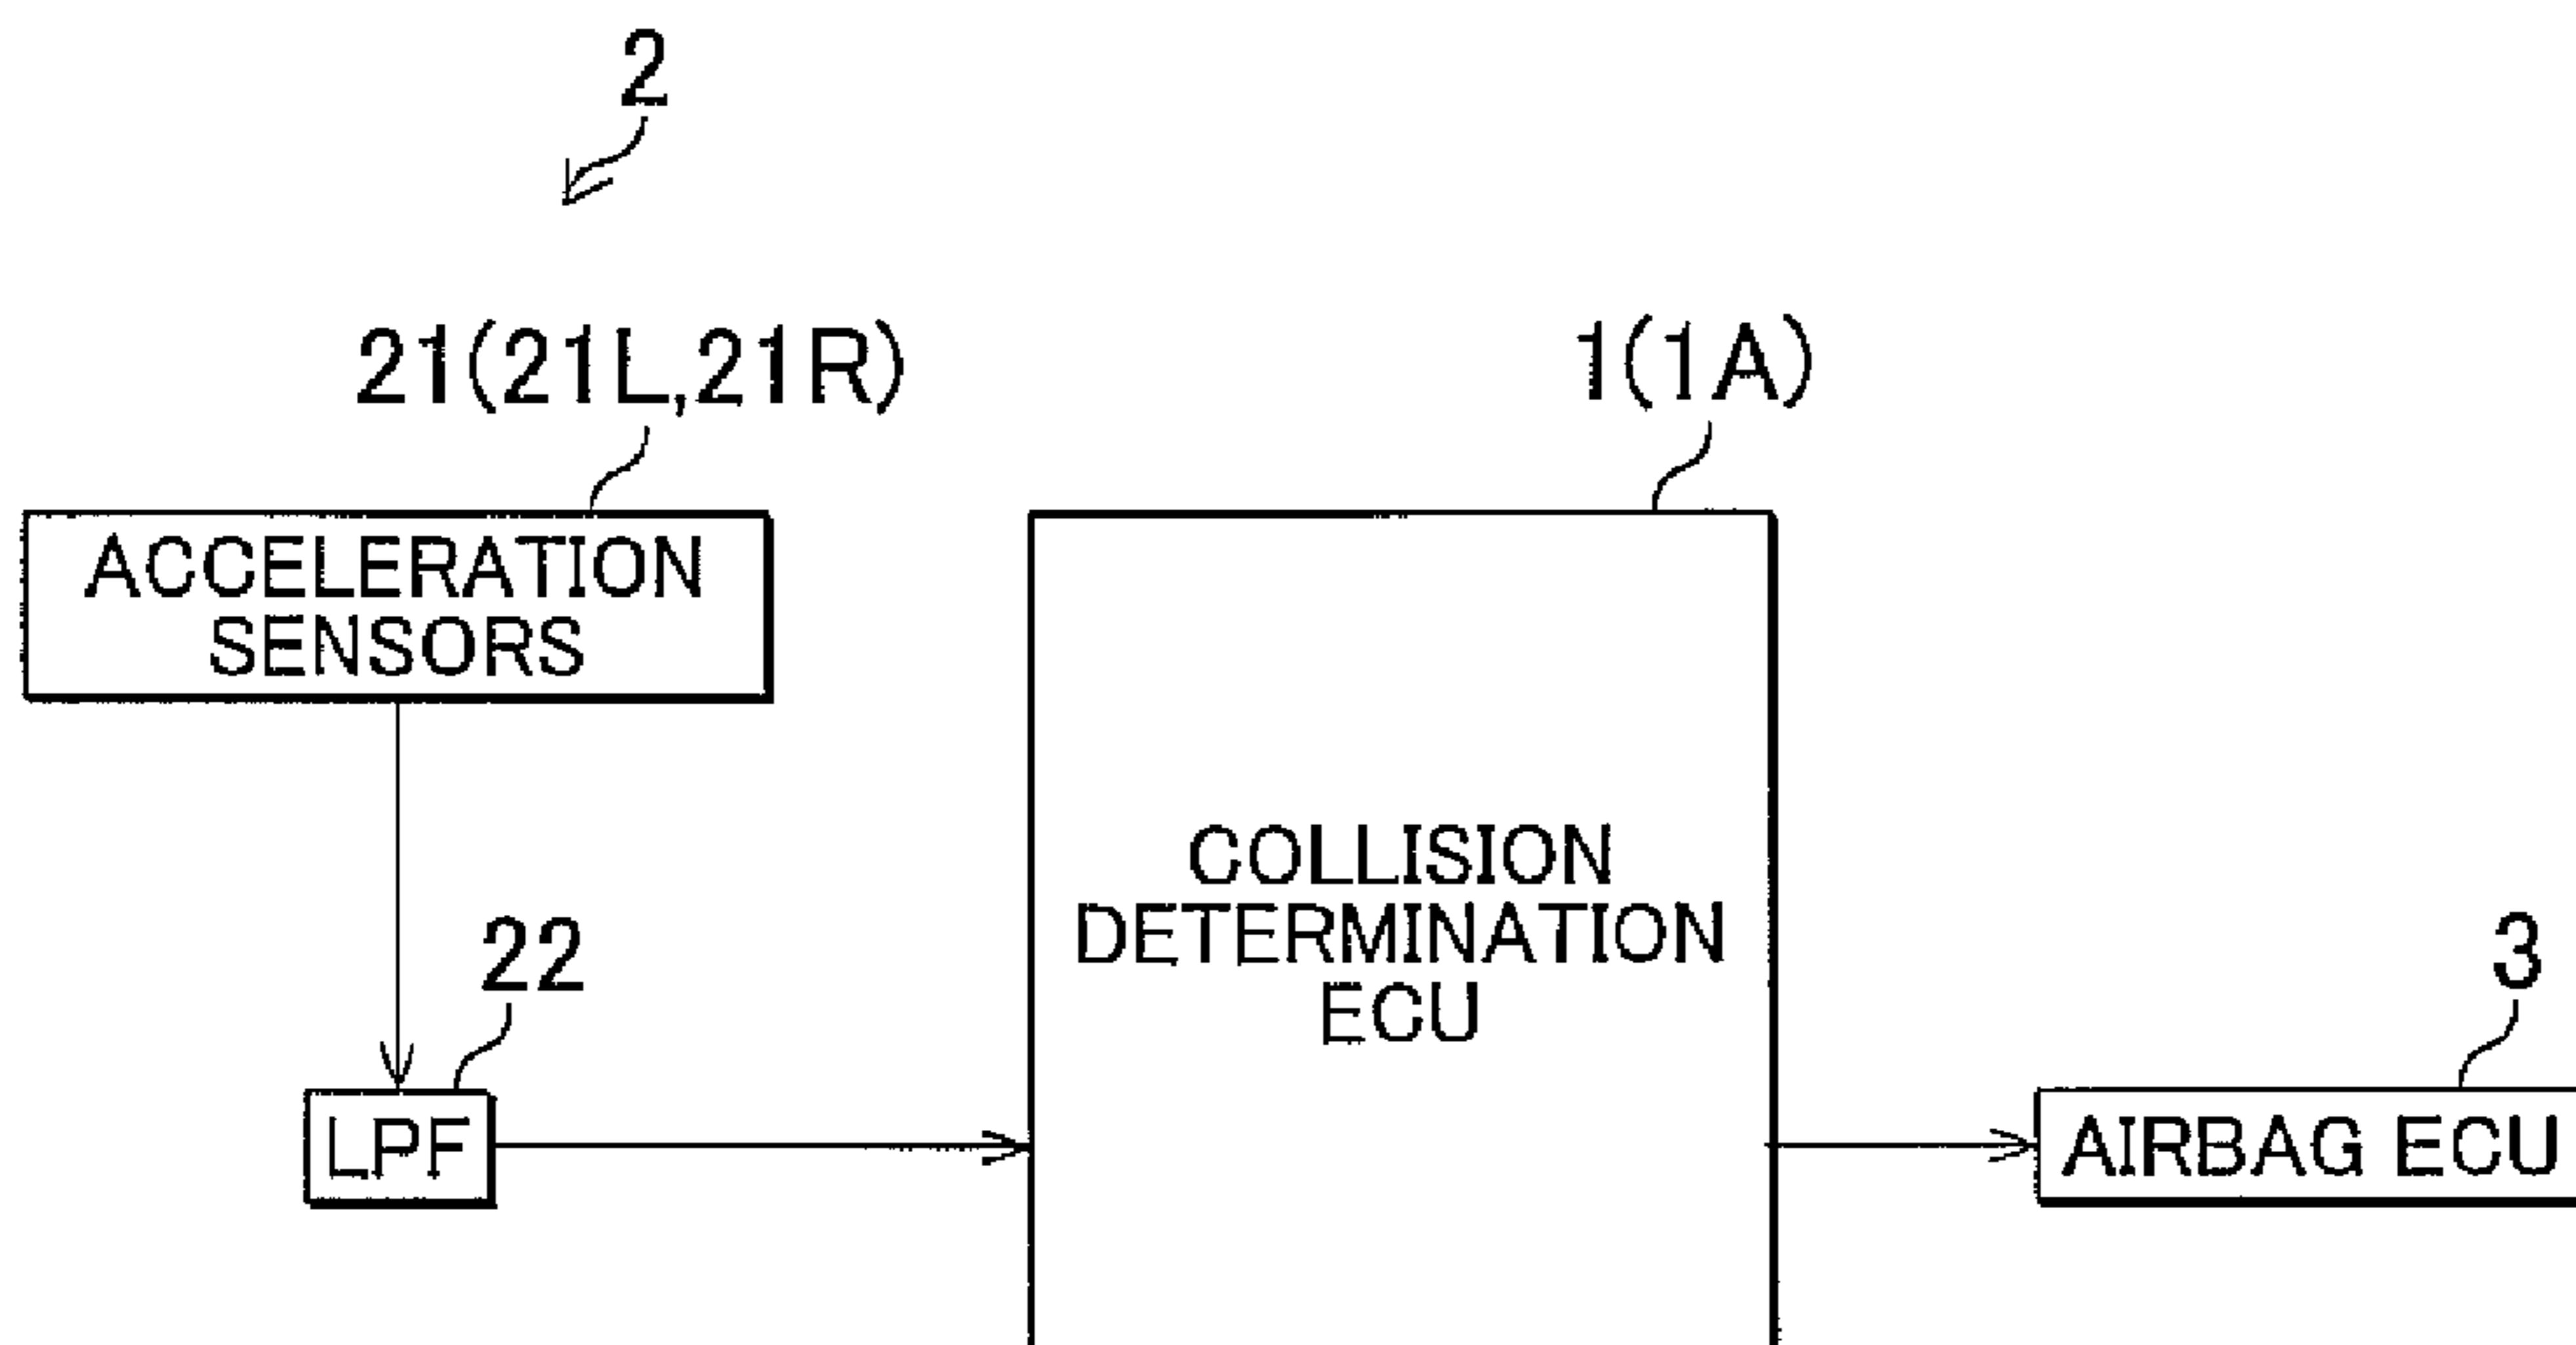 2
21(21L,21R)
1(1A)
ACCELERATION
SENSORS
COLLISION
DETERMINATION
ECU
22
3
LPF
AIRBAG ECU